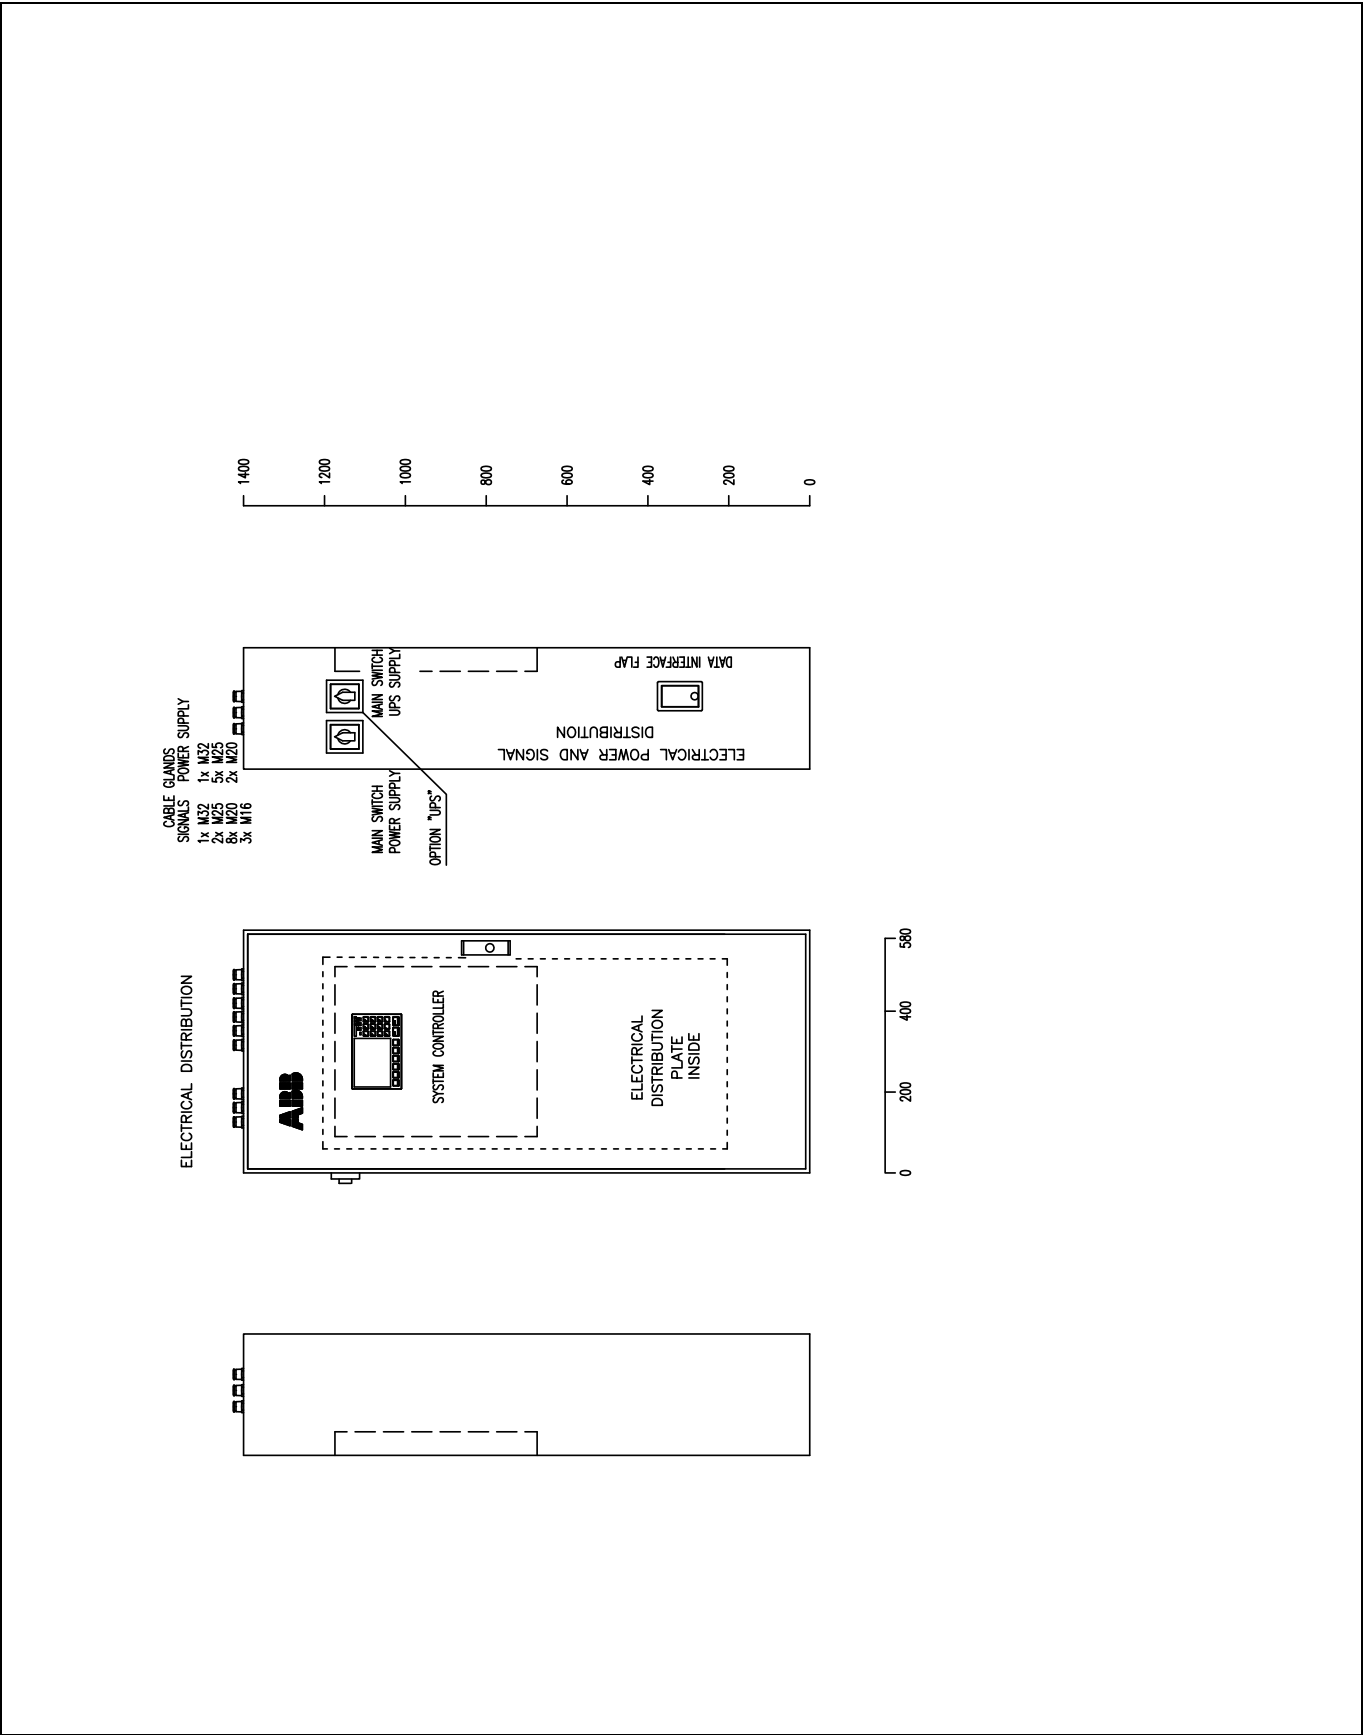 CABLE GLANDS
SIGNALS POWER SUPPLY
1x M32 1x M32
2x M25 5x M25
8x M20 2x M20
3x M16
ELECTRICAL DISTRIBUTION
ABB
SYSTEM CONTROLLER
ELECTRICAL
DISTRIBUTION
PLATE
INSIDE
MAIN SWITCH
POWER SUPPLY
MAIN SWITCH
UPS SUPPLY
OPTION "UPS"
ELECTRICAL POWER AND SIGNAL
DISTRIBUTION
DATA INTERFACE FLAP
1400
1200
1000
800
600
400
200
0
0
200
400
580